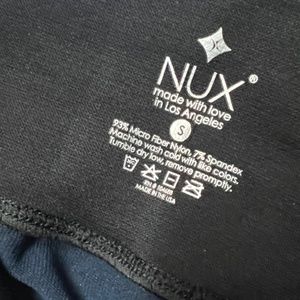 NUX®
made with love
in Los Angeles
S
93% Micro Fiber Nylon, 7% Spandex
Machine wash cold with like colors.
Tumble dry low, remove promptly.
MADE IN THE USA